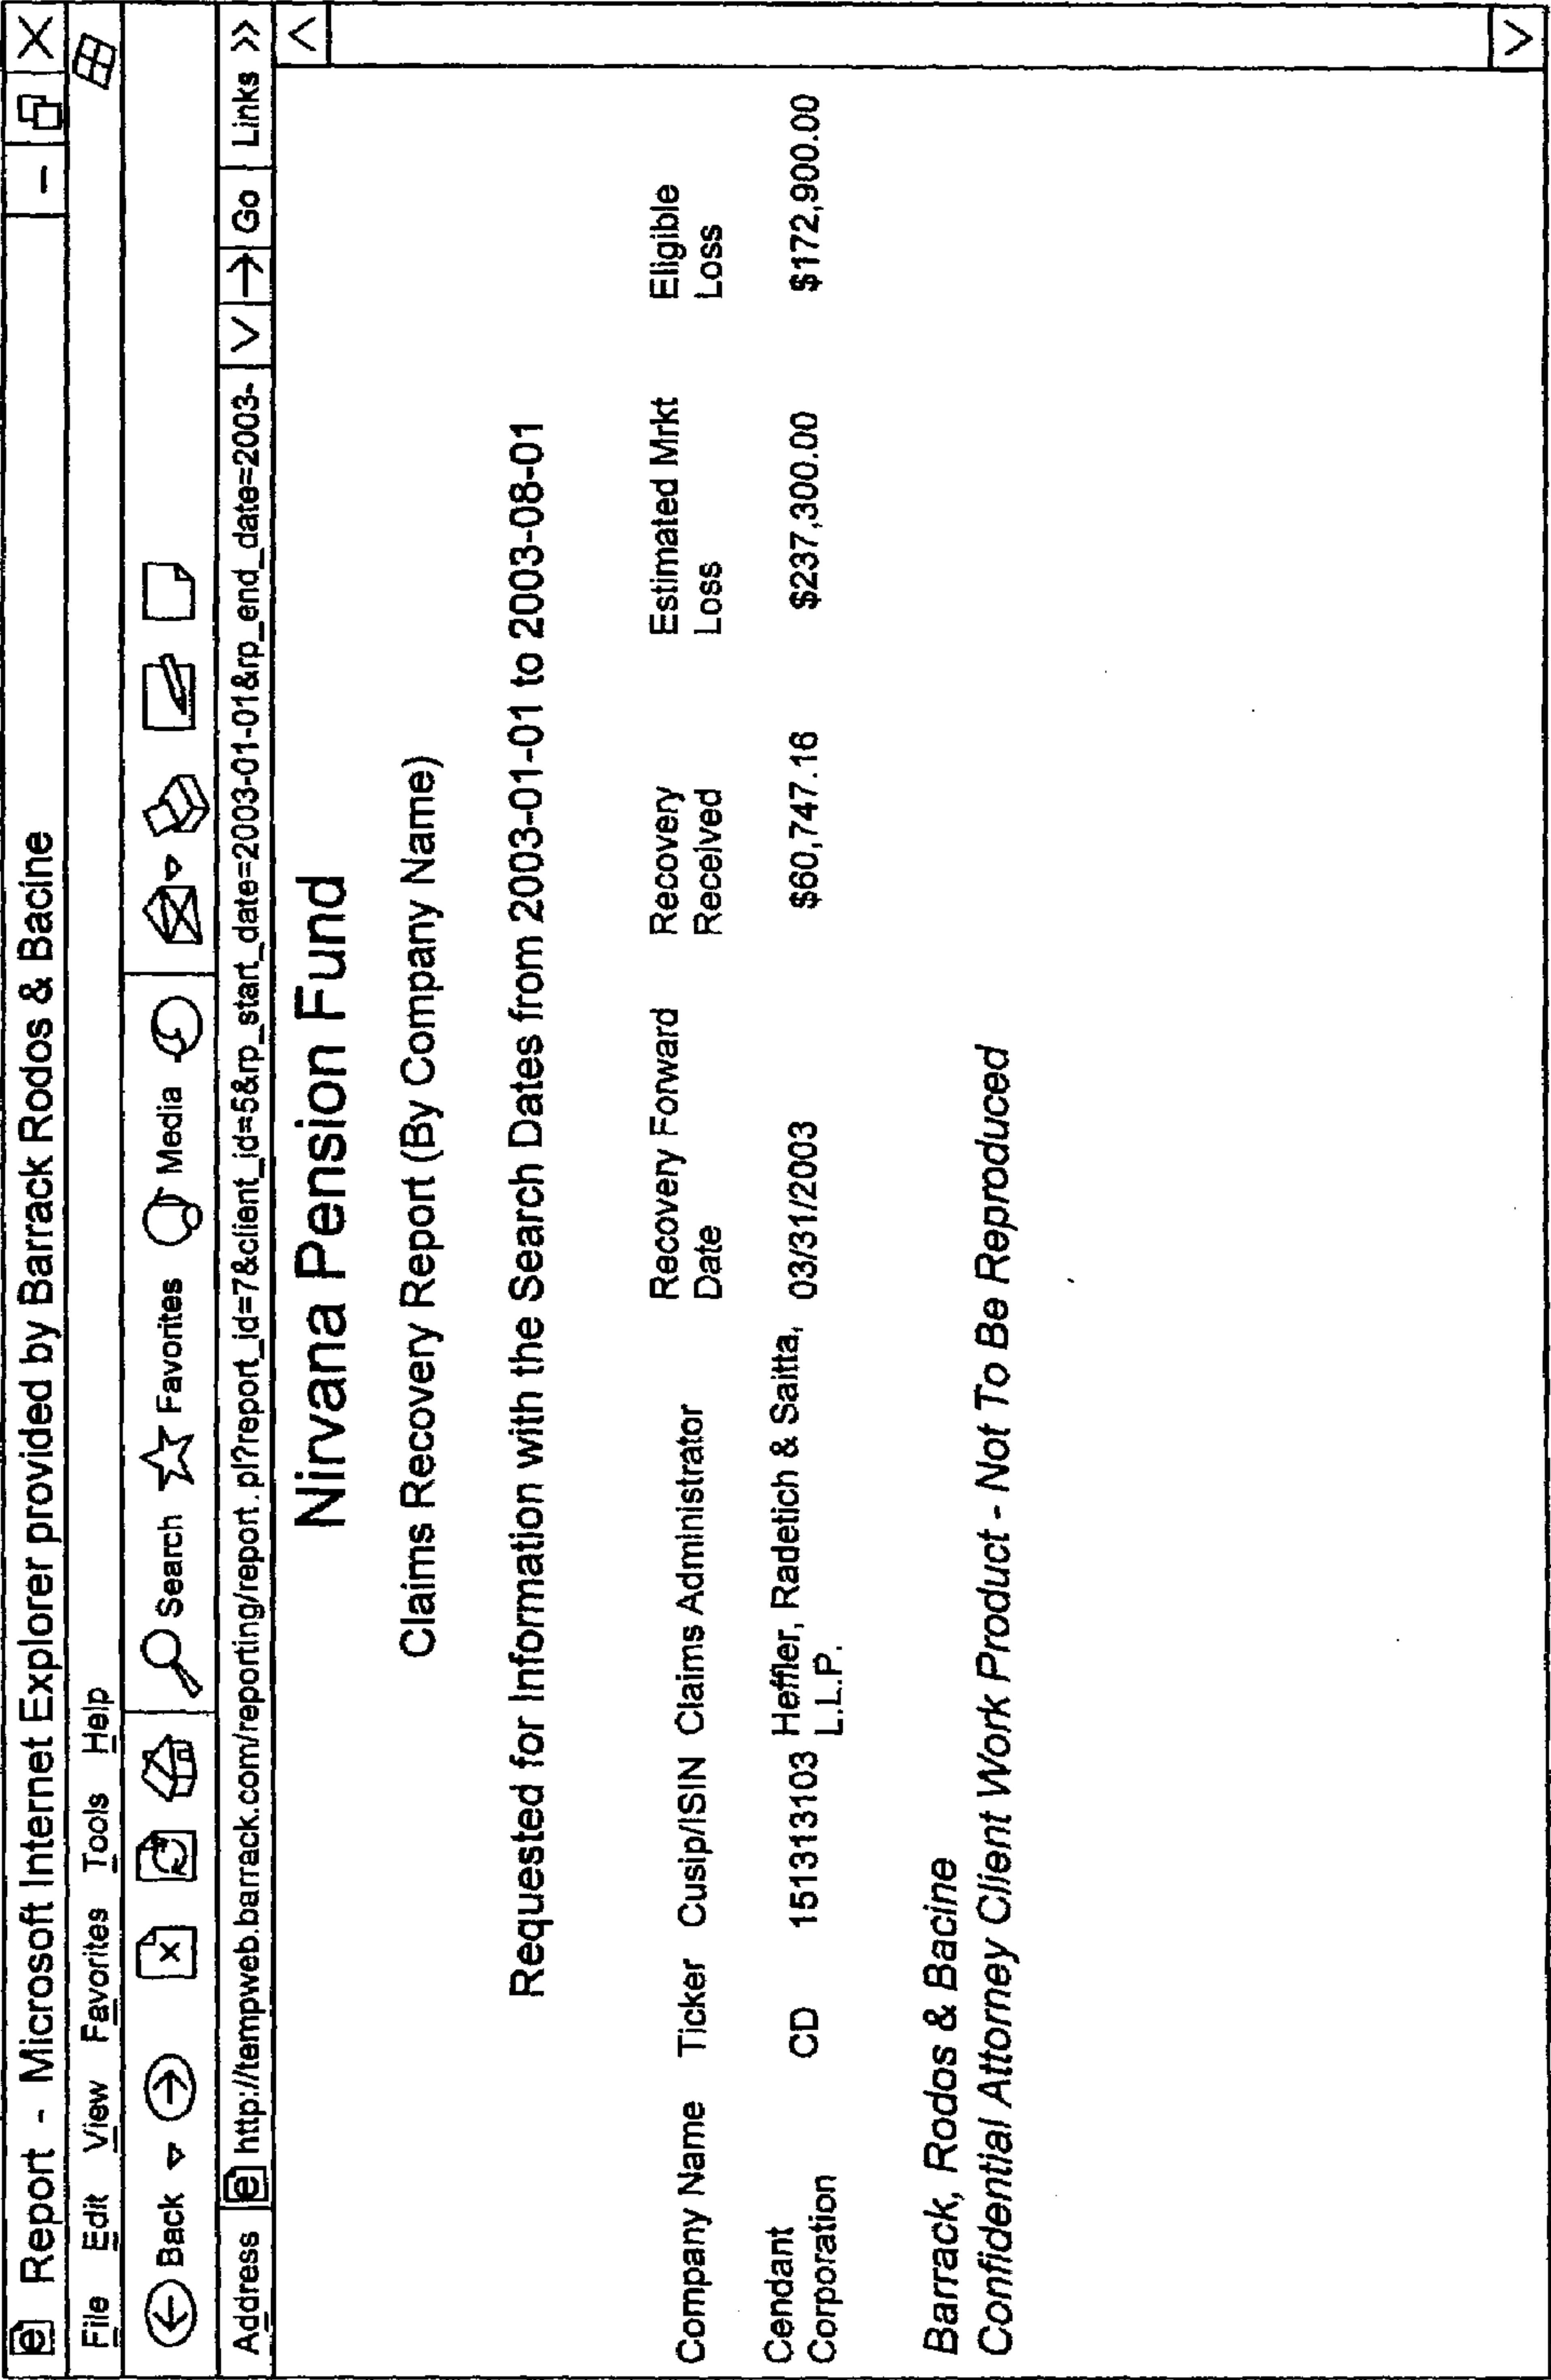 Report - Microsoft Internet Explorer provided by Barrack Rodos & Bacine
File Edit View Favorites Tools Help
Back Search Favorites Media
Address http://tempweb.barrack.com/reporting/report.pl?report_id=7&client_id=5&rp_start_date=2003-01-01&rp_end_date=2003- Go Links »
Nirvana Pension Fund
Claims Recovery Report (By Company Name)
Requested for Information with the Search Dates from 2003-01-01 to 2003-08-01
Company Name Ticker Cusip/ISIN Claims Administrator Recovery Forward Date Recovery Received Estimated Mrkt Loss Eligible Loss
Cendant Corporation CD 151313103 Heffler, Radetich & Saitta, L.L.P. 03/31/2003 $60,747.16 $237,300.00 $172,900.00
Barrack, Rodos & Bacine
Confidential Attorney Client Work Product - Not To Be Reproduced